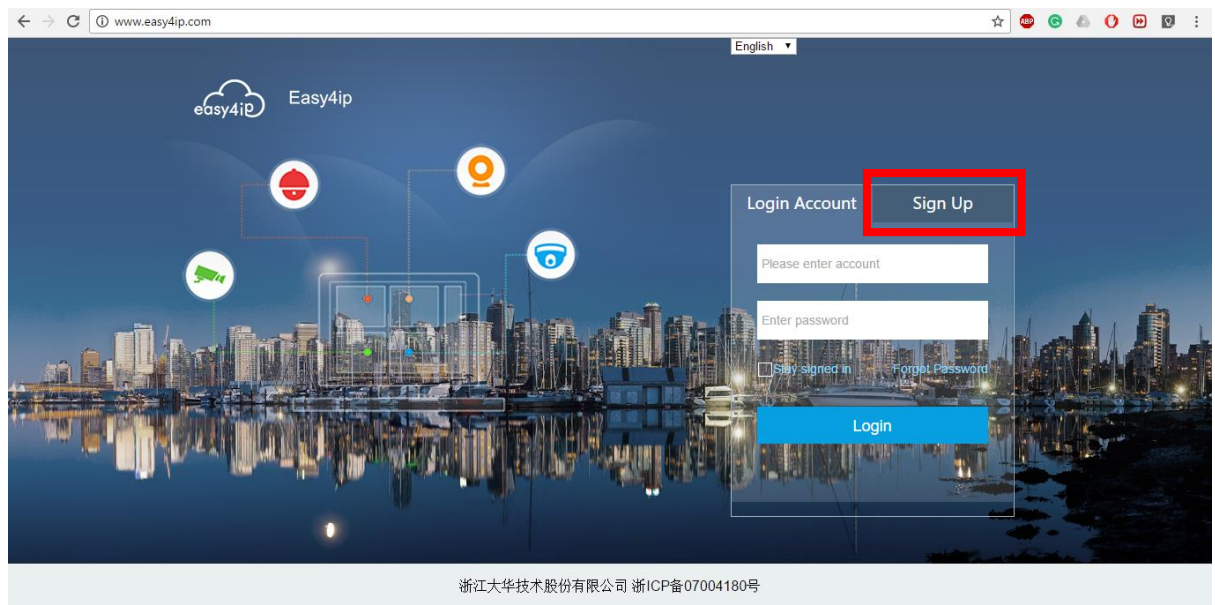 www.easy4ip.com
English
easy4ip Easy4ip
Login Account Sign Up
Please enter account
Enter password
Stay signed in Forgot Password
Login
浙江大华技术股份有限公司 浙ICP备07004180号